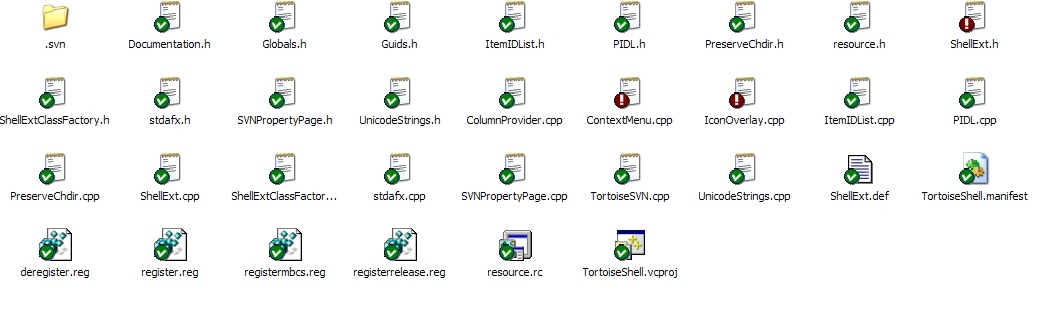 .svn Documentation.h Globals.h Guids.h ItemIDList.h PIDL.h PreserveChdir.h resource.h ShellExt.h
ShellExtClassFactory.h stdafx.h SVNPropertyPage.h UnicodeStrings.h ColumnProvider.cpp ContextMenu.cpp IconOverlay.cpp ItemIDList.cpp PIDL.cpp
PreserveChdir.cpp ShellExt.cpp ShellExtClassFactor... stdafx.cpp SVNPropertyPage.cpp TortoiseSVN.cpp UnicodeStrings.cpp ShellExt.def TortoiseShell.manifest
deregister.reg register.reg registermbcs.reg registerrelease.reg resource.rc TortoiseShell.vcproj